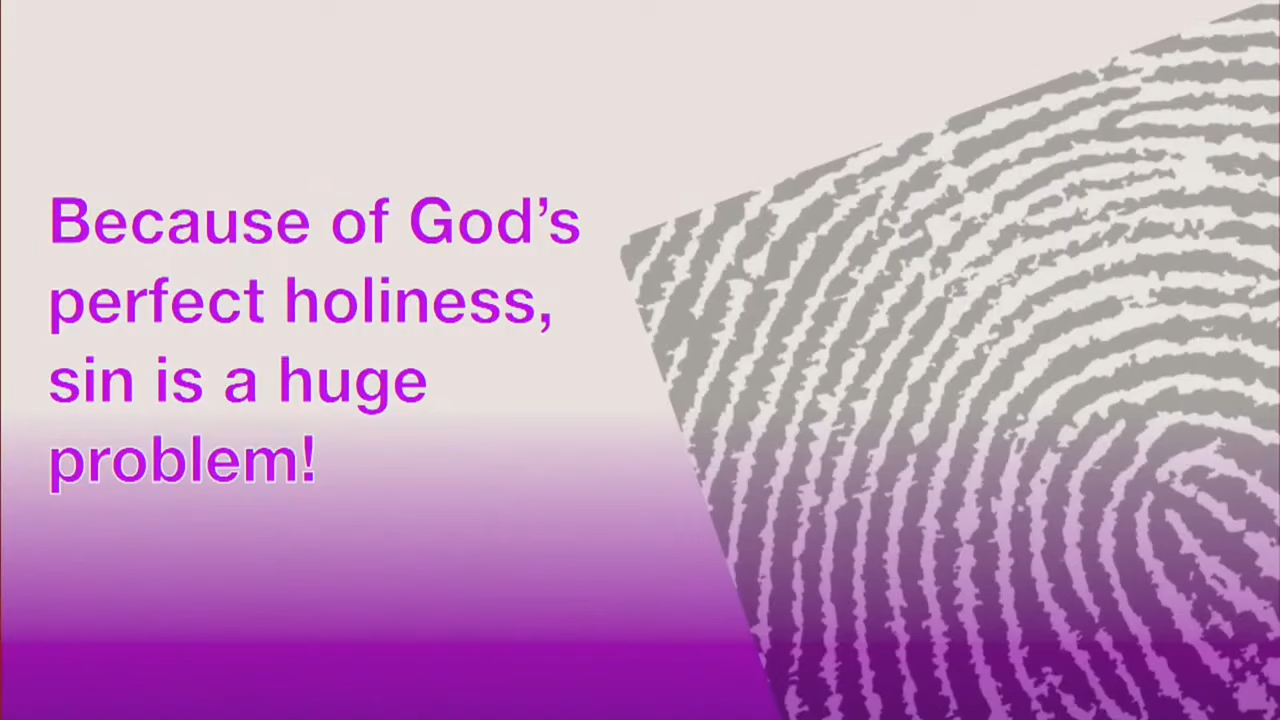 Because of God’s
perfect holiness,
sin is a huge
problem!